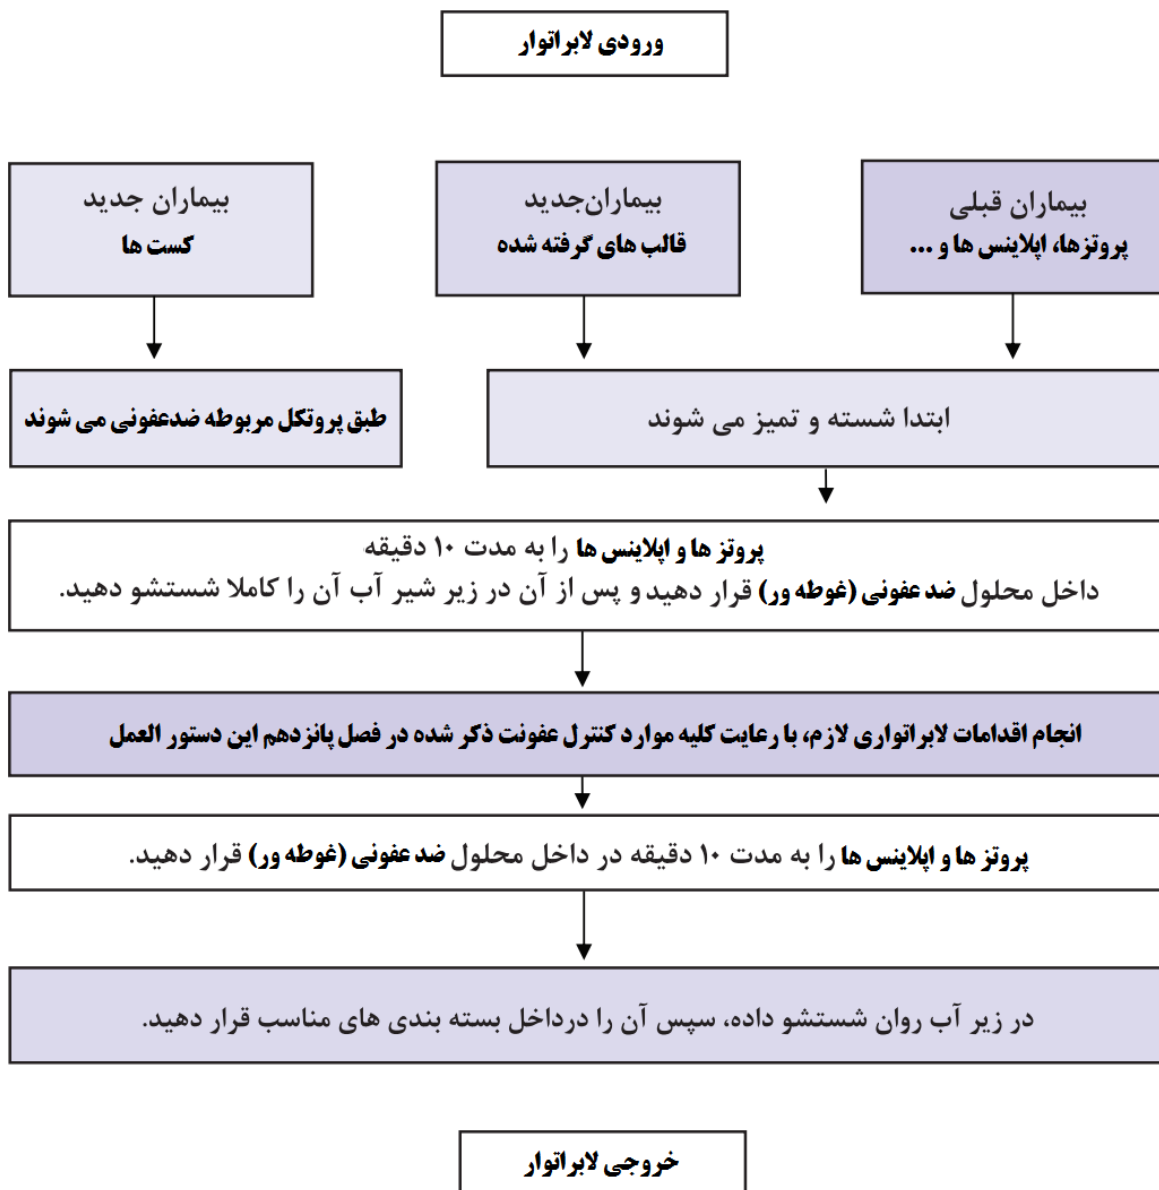 ورودی لابراتوار
بیماران قبلی
پروتزها، اپلاینس ها و ...
بیماران‌جدید
قالب های گرفته شده
بیماران جدید
کست ها
ابتدا شسته و تمیز می شوند
طبق پروتکل مربوطه ضدعفونی می شوند
پروتز ها و اپلاینس ها را به مدت ۱۰ دقیقه
داخل محلول ضد عفونی (غوطه ور) قرار دهید و پس از آن در زیر شیر آب آن را کاملا شستشو دهید.
انجام اقدامات لابراتواری لازم، با رعایت کلیه موارد کنترل عفونت ذکر شده در فصل پانزدهم این دستور العمل
پروتز ها و اپلاینس ها را به مدت ۱۰ دقیقه در داخل محلول ضد عفونی (غوطه ور) قرار دهید.
در زیر آب روان شستشو داده، سپس آن را درداخل بسته بندی های مناسب قرار دهید.
خروجی لابراتوار